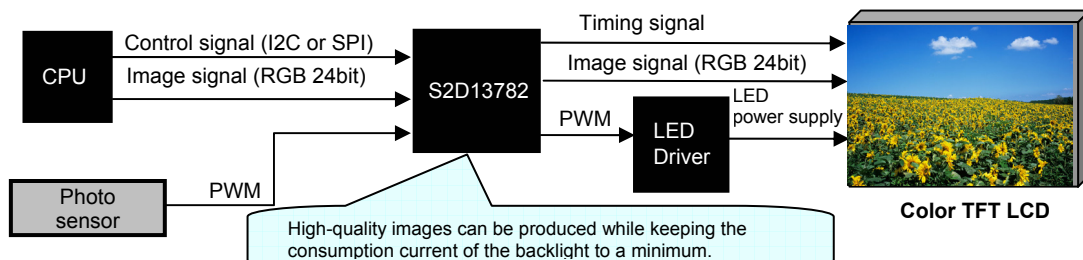 Timing signal
Control signal (I2C or SPI)
CPU
Image signal (RGB 24bit)
S2D13782
Image signal (RGB 24bit)
PWM
LED
power supply
LED
Driver
Photo
sensor
PWM
Color TFT LCD
High-quality images can be produced while keeping the
consumption current of the backlight to a minimum.